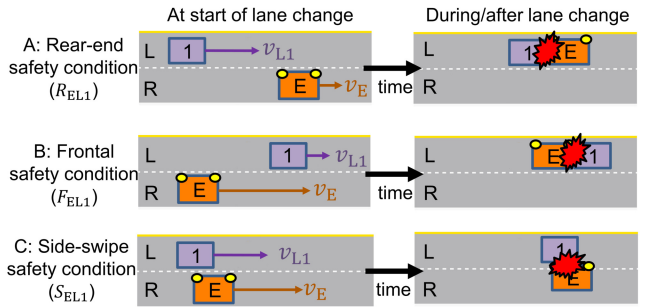 At start of lane change
During/after lane change
A: Rear-end
safety condition
(R_EL1)
L
1
v_L1
R
E
v_E
time
L
1
E
R
B: Frontal
safety condition
(F_EL1)
L
1
v_L1
R
E
v_E
time
L
E
1
R
C: Side-swipe
safety condition
(S_EL1)
L
1
v_L1
R
E
v_E
time
L
1
R
E